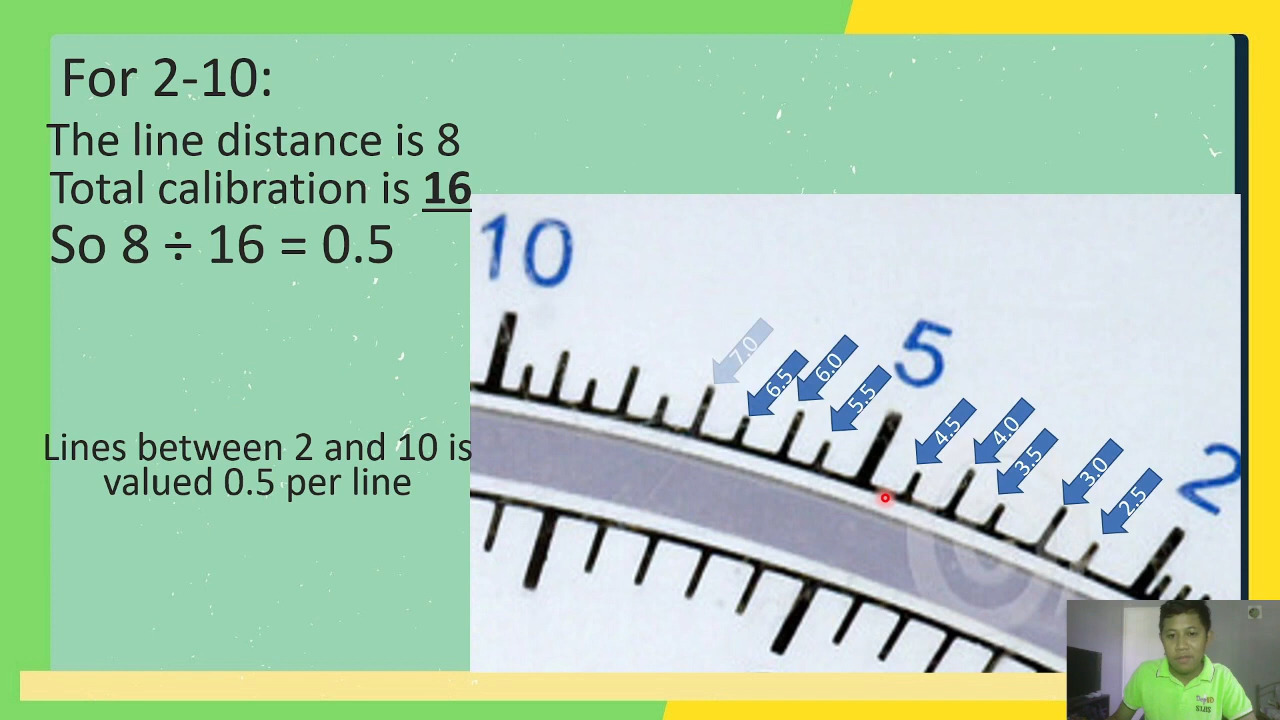 For 2-10:
The line distance is 8
Total calibration is 16
So 8 ÷ 16 = 0.5
Lines between 2 and 10 is
valued 0.5 per line
10
5
2
7.0
6.5
6.0
5.5
4.5
4.0
3.5
3.0
2.5